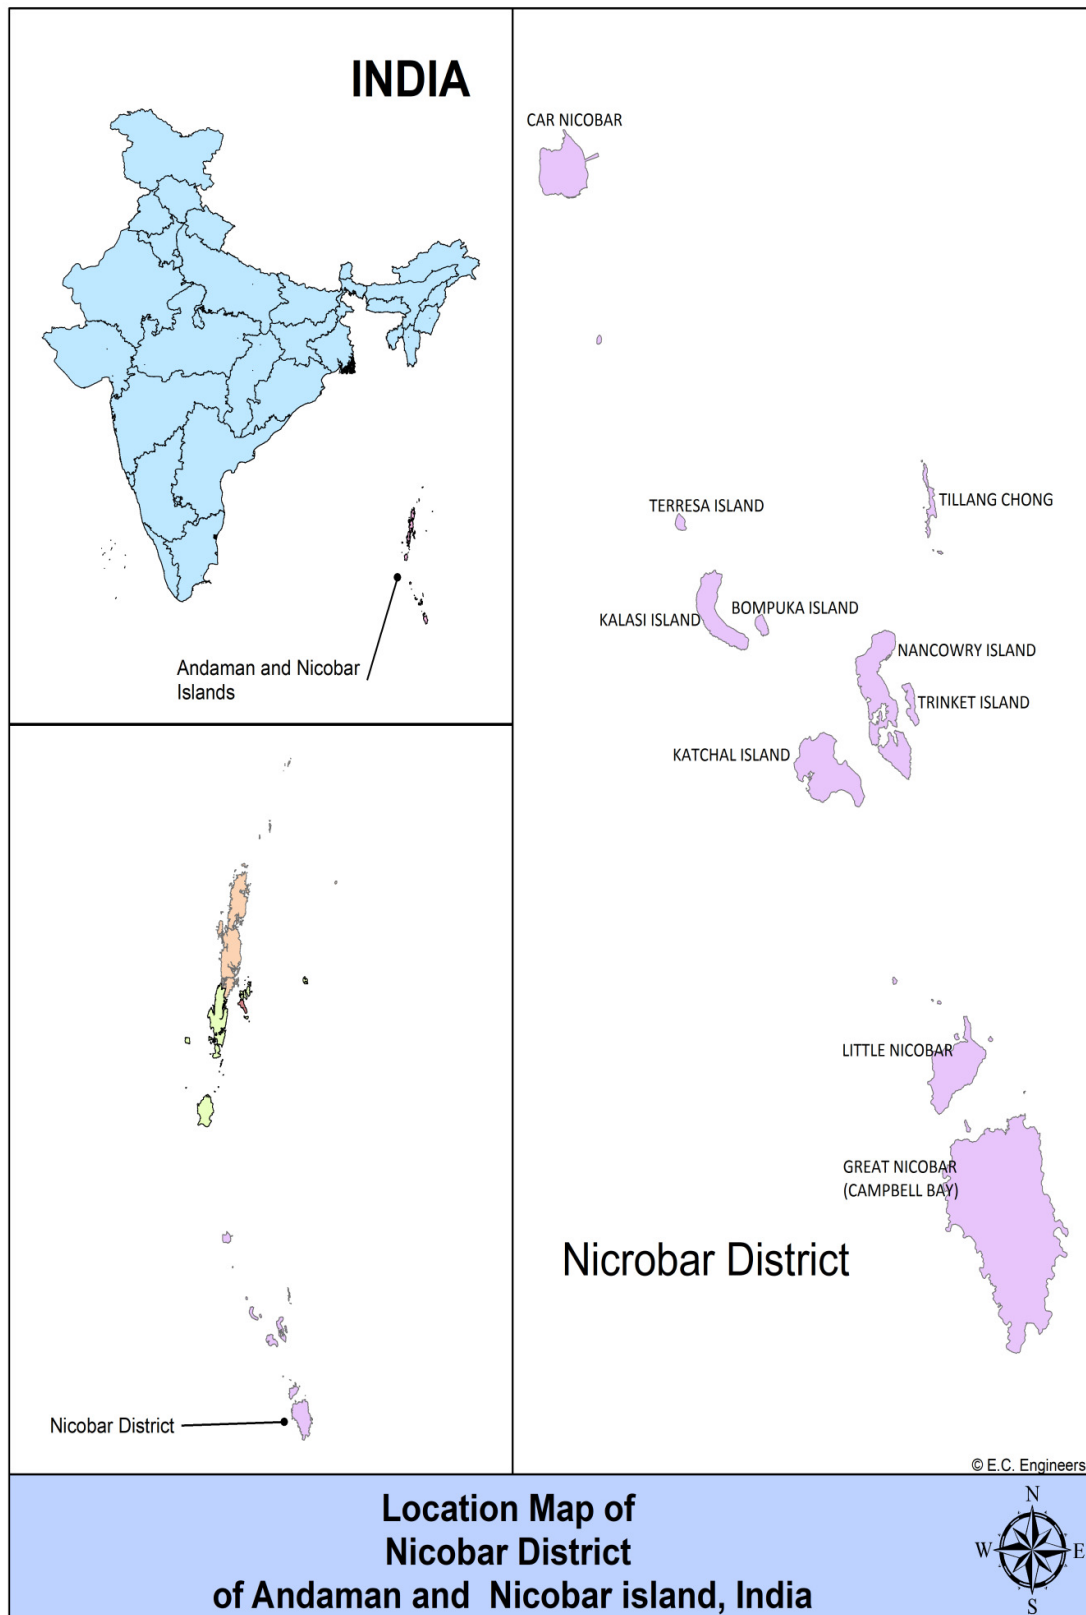 INDIA
Andaman and Nicobar
Islands
Nicobar District
CAR NICOBAR
TERRESA ISLAND
TILLANG CHONG
KALASI ISLAND
BOMPUKA ISLAND
NANCOWRY ISLAND
TRINKET ISLAND
KATCHAL ISLAND
LITTLE NICOBAR
GREAT NICOBAR
(CAMPBELL BAY)
Nicrobar District
© E.C. Engineers
Location Map of
Nicobar District
of Andaman and Nicobar island, India
N
W E
S